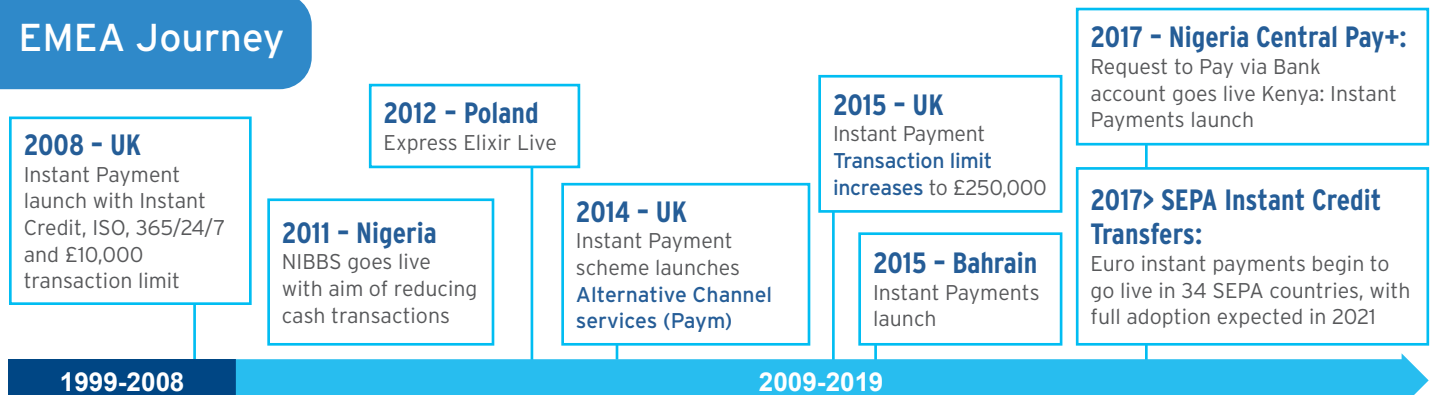 EMEA Journey
2008 – UK
Instant Payment
launch with Instant
Credit, ISO, 365/24/7
and £10,000
transaction limit
2011 – Nigeria
NIBBS goes live
with aim of reducing
cash transactions
2012 – Poland
Express Elixir Live
2014 – UK
Instant Payment
scheme launches
Alternative Channel
services (Paym)
2015 – UK
Instant Payment
Transaction limit
increases to £250,000
2015 – Bahrain
Instant Payments
launch
2017 – Nigeria Central Pay+:
Request to Pay via Bank
account goes live Kenya: Instant
Payments launch
2017> SEPA Instant Credit
Transfers:
Euro instant payments begin to
go live in 34 SEPA countries, with
full adoption expected in 2021
1999-2008
2009-2019